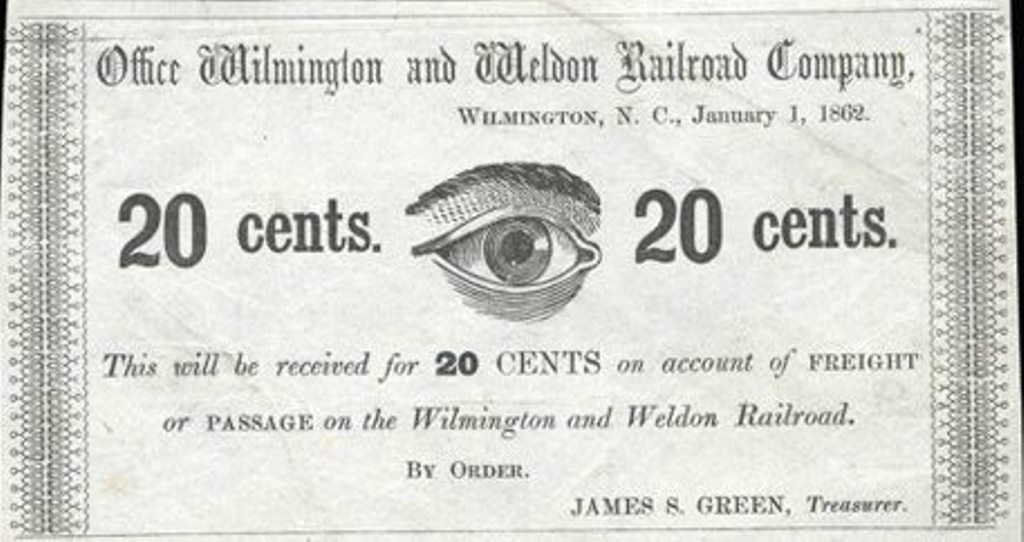 Office Wilmington and Weldon Railroad Company,
WILMINGTON, N. C., January 1, 1862.
20 cents. 20 cents.
This will be received for 20 CENTS on account of FREIGHT
or PASSAGE on the Wilmington and Weldon Railroad.
BY ORDER.
JAMES S. GREEN, Treasurer.